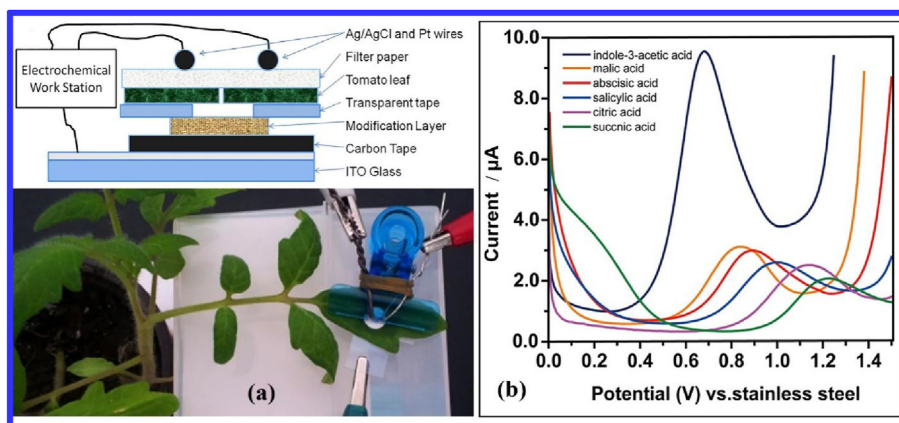 Electrochemical
Work Station
Ag/AgCl and Pt wires
Filter paper
Tomato leaf
Transparent tape
Modification Layer
Carbon Tape
ITO Glass
(a)
10.0
8.0
6.0
4.0
2.0
0.0
Current / μA
indole-3-acetic acid
malic acid
abscisic acid
salicylic acid
citric acid
succnic acid
0.0 0.2 0.4 0.6 0.8 1.0 1.2 1.4
(b)
Potential (V) vs.stainless steel